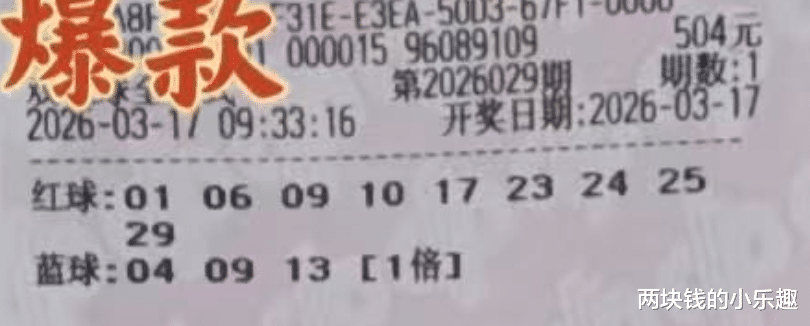 爆款
31E-E3EA-50D3-67F1-0000
000015 96089109 504元
第2026029期 期数:1
2026-03-17 09:33:16 开奖日期:2026-03-17
红球:01 06 09 10 17 23 24 25
29
蓝球:04 09 13 [1倍]
两块钱的小乐趣